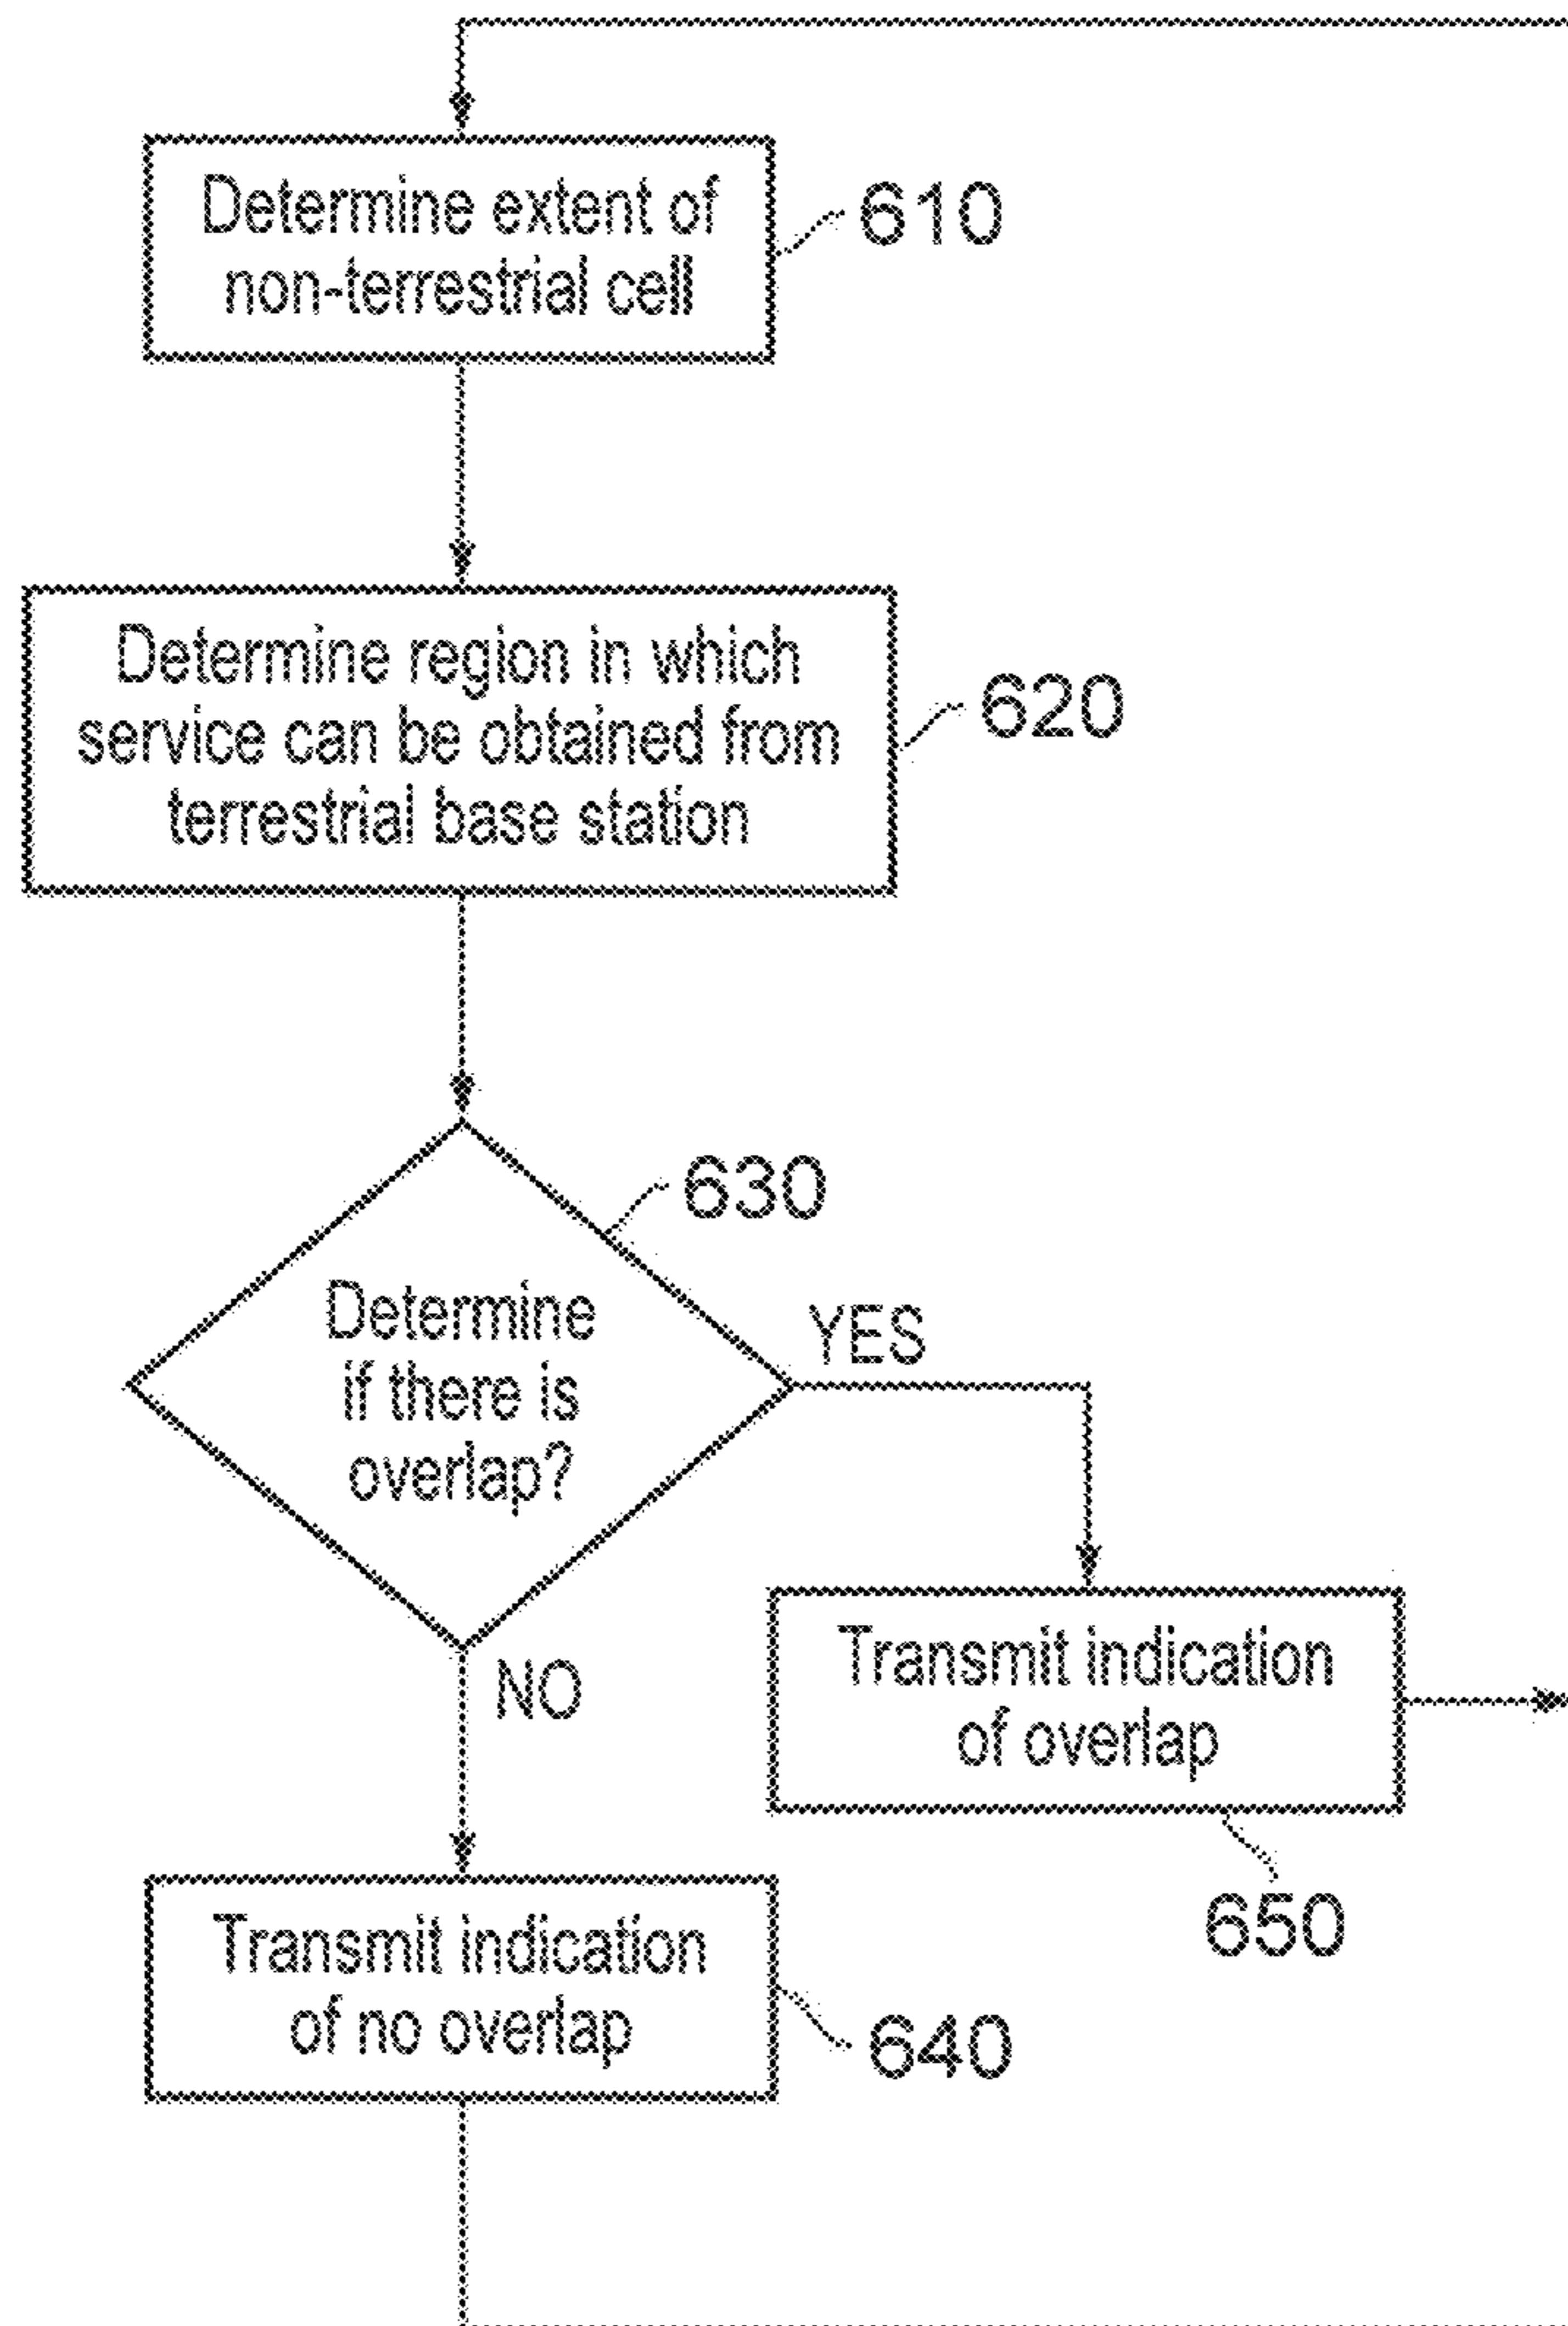 Determine extent of
non-terrestrial cell
610
Determine region in which
service can be obtained from
terrestrial base station
620
630
Determine
if there is
overlap?
YES
NO
Transmit indication
of overlap
650
Transmit indication
of no overlap
640